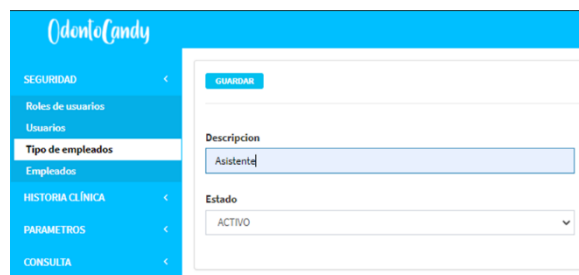 OdontoCandy
SEGURIDAD
Roles de usuarios
Usuarios
Tipo de empleados
Empleados
HISTORIA CLÍNICA
PARAMETROS
CONSULTA
GUARDAR
Descripcion
Asistente
Estado
ACTIVO